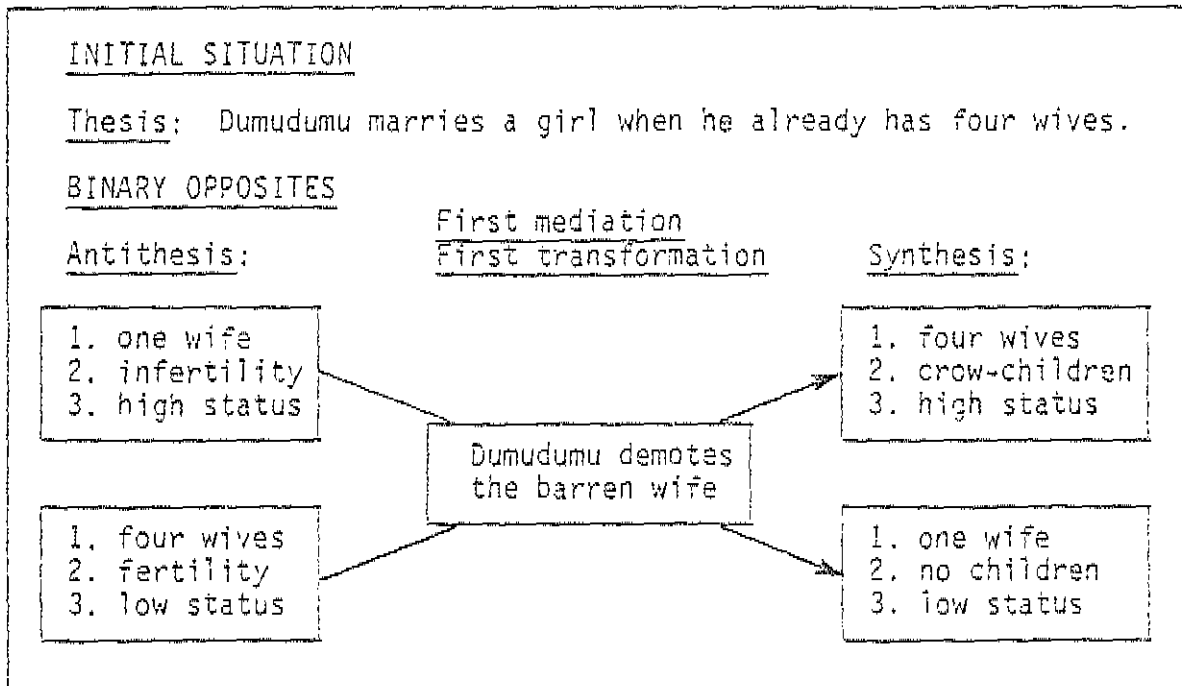 INITIAL SITUATION
Thesis: Dumudumu marries a girl when he already has four wives.
BINARY OPPOSITES
First mediation
First transformation
Antithesis:
Synthesis:
1. one wife
2. infertility
3. high status
1. four wives
2. crow-children
3. high status
Dumudumu demotes
the barren wife
1. four wives
2. fertility
3. low status
1. one wife
2. no children
3. low status